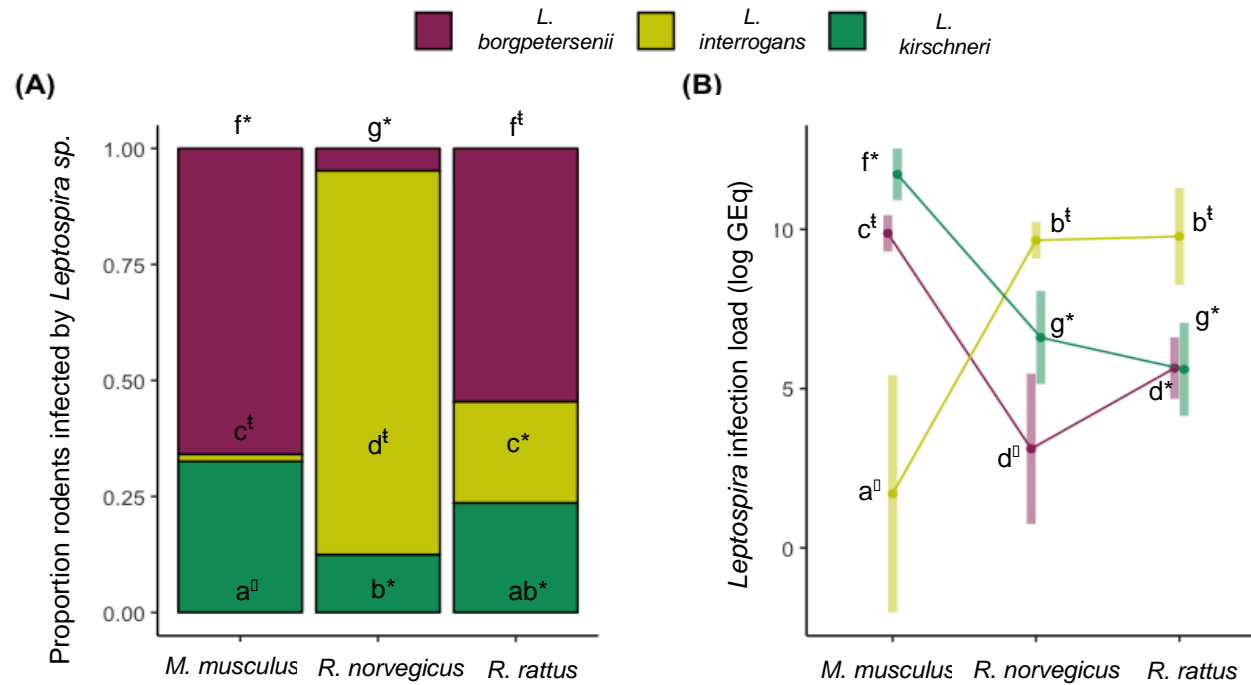 L. borgpetersenii
L. interrogans
L. kirschneri
(A)
Proportion rodents infected by Leptospira sp.
f*
g*
fŧ
1.00
0.75
0.50
0.25
0.00
cŧ
dŧ
c*
a▯
b*
ab*
M. musculus
R. norvegicus
R. rattus
(B)
Leptospira infection load (log GEq)
10
5
0
f*
cŧ
a▯
bŧ
g*
d▯
bŧ
g*
d*
M. musculus
R. norvegicus
R. rattus